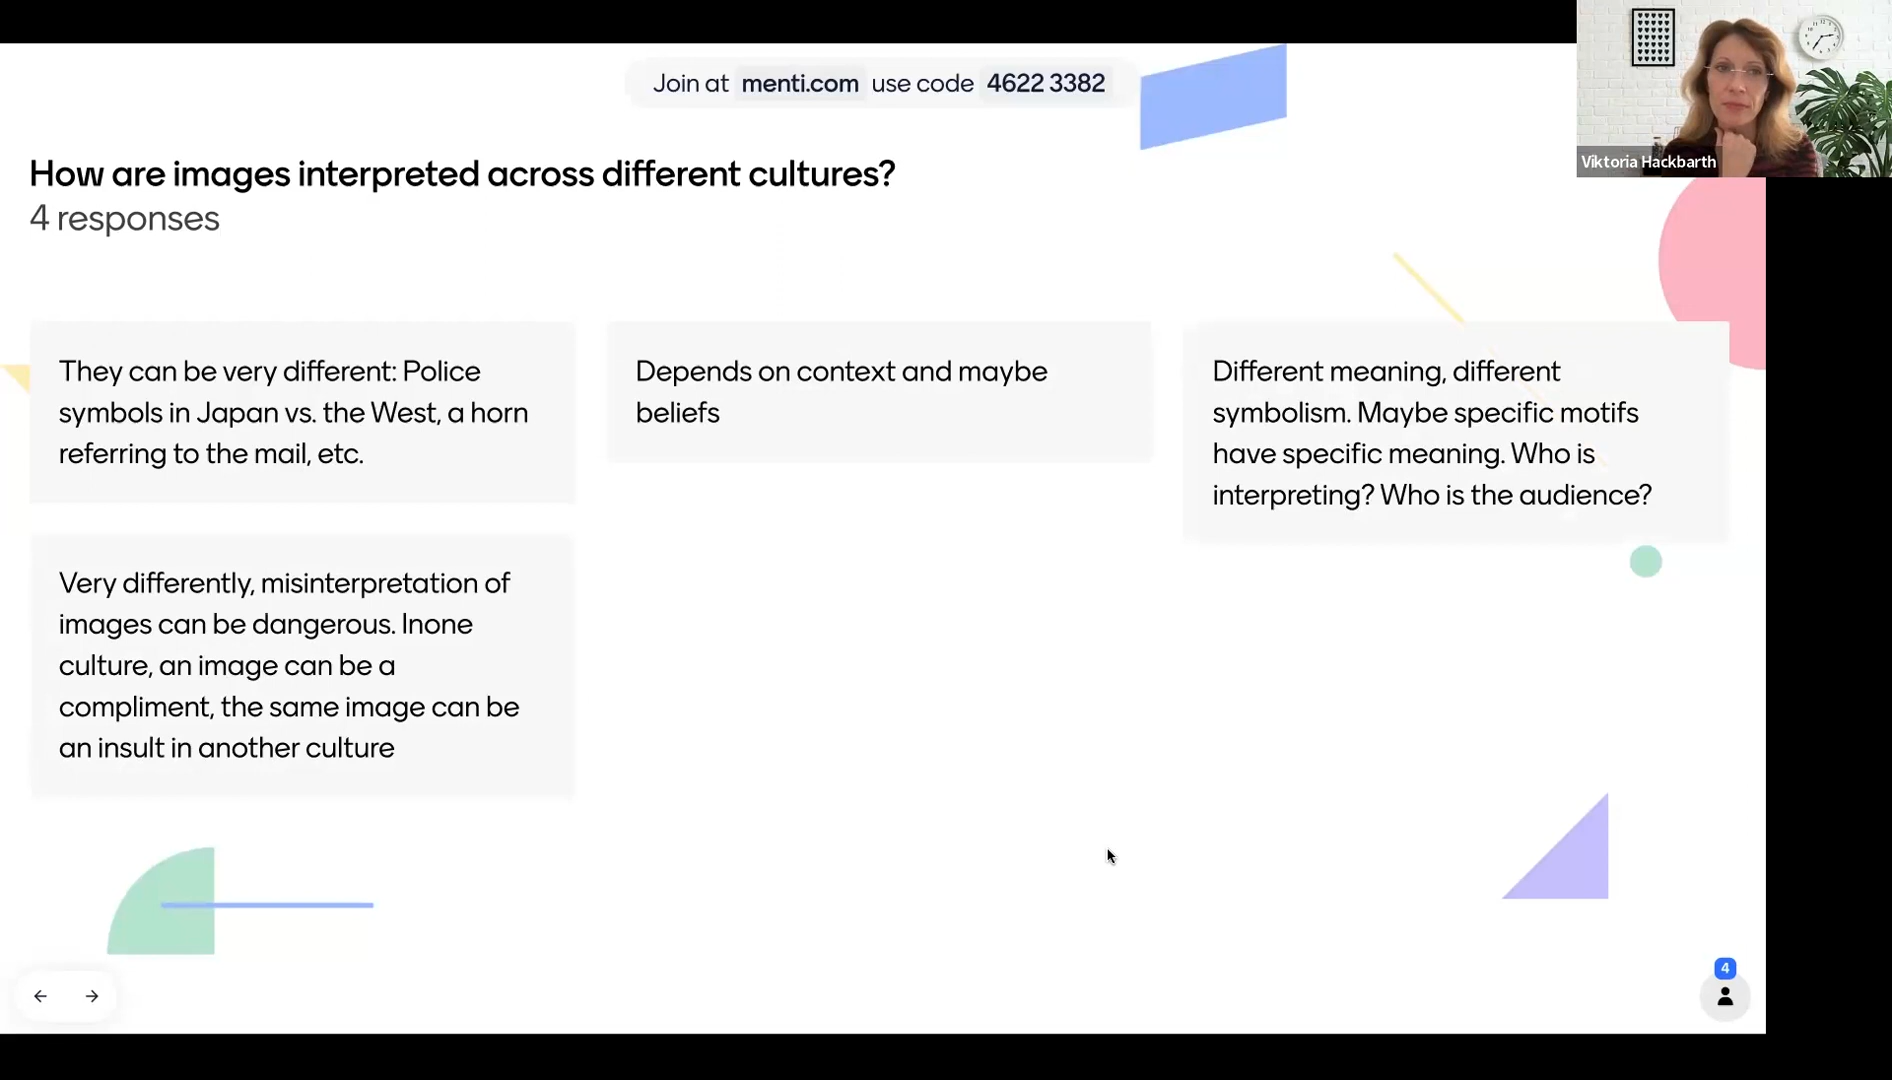 Join at menti.com use code 4622 3382
Viktoria Hackbarth
How are images interpreted across different cultures?
4 responses
They can be very different: Police
symbols in Japan vs. the West, a horn
referring to the mail, etc.
Depends on context and maybe
beliefs
Different meaning, different
symbolism. Maybe specific motifs
have specific meaning. Who is
interpreting? Who is the audience?
Very differently, misinterpretation of
images can be dangerous. Inone
culture, an image can be a
compliment, the same image can be
an insult in another culture
4